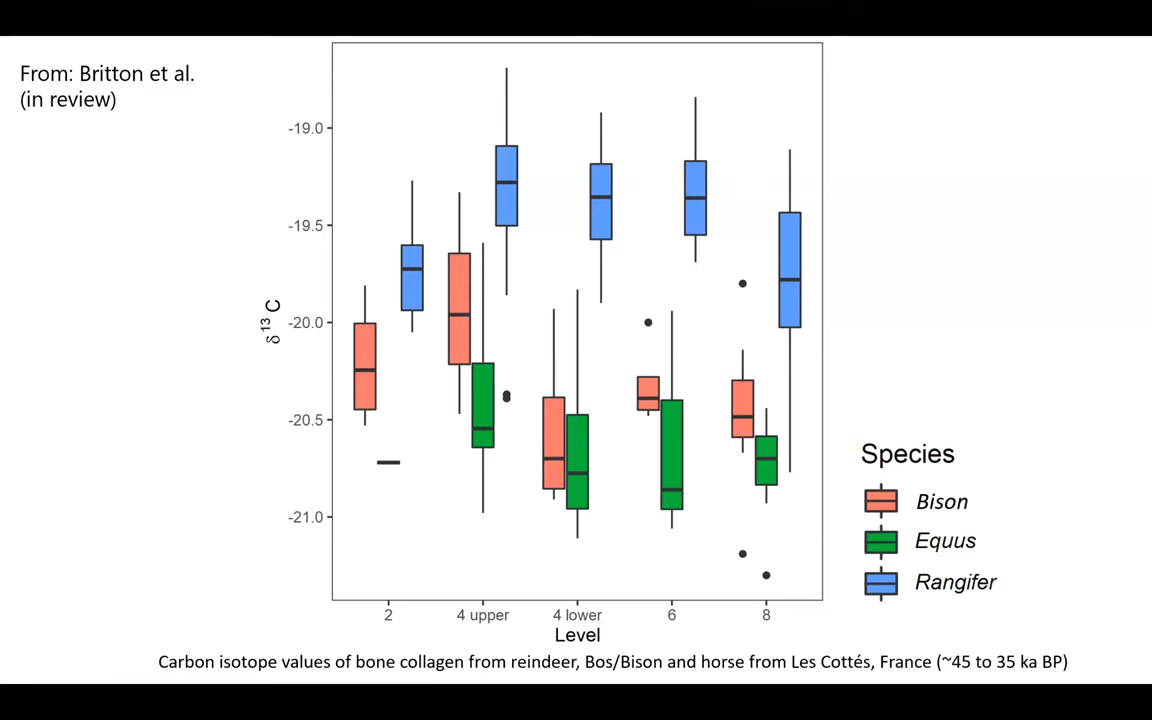 From: Britton et al.
(in review)
-19.0
-19.5
-20.0
-20.5
-21.0
δ 13 C
2
4 upper
4 lower
6
8
Level
Species
Bison
Equus
Rangifer
Carbon isotope values of bone collagen from reindeer, Bos/Bison and horse from Les Cottés, France (~45 to 35 ka BP)